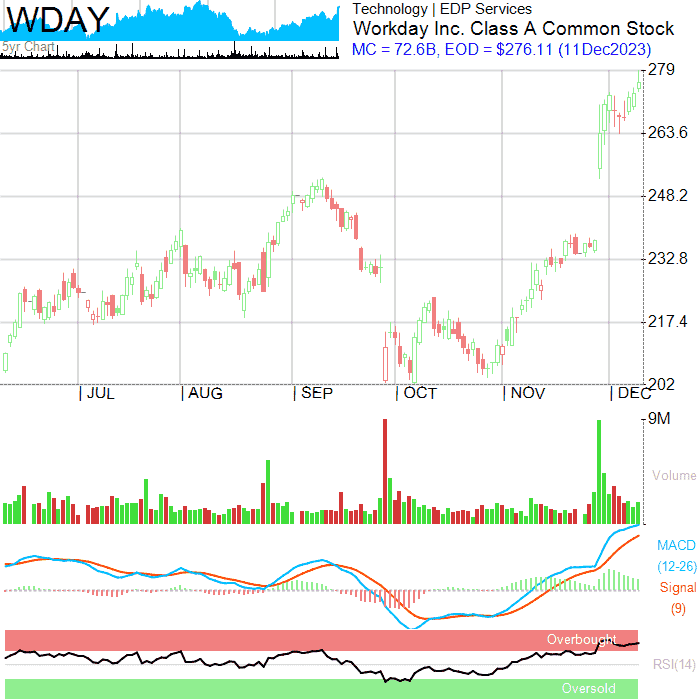 WDAY
5yr Chart
Technology | EDP Services
Workday Inc. Class A Common Stock
MC = 72.6B, EOD = $276.11 (11Dec2023)
279
263.6
248.2
232.8
217.4
202
JUL AUG SEP OCT NOV DEC
9M
Volume
MACD
(12-26)
Signal
(9)
Overbought
RSI(14)
Oversold